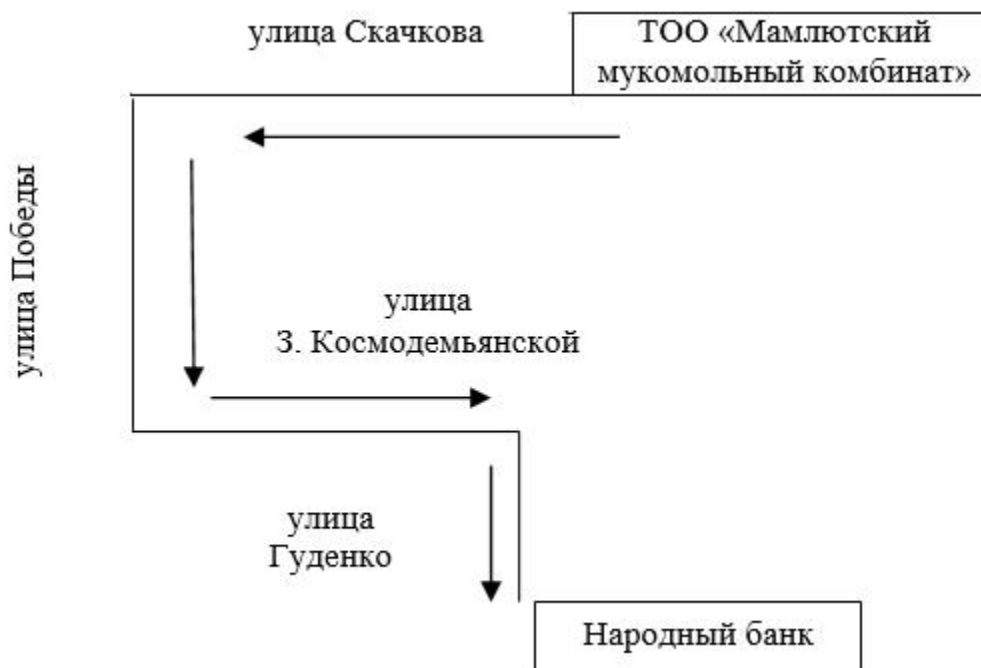 улица Скачкова
ТОО «Мамлютский
мукомольный комбинат»
улица Победы
улица
З. Космодемьянской
улица
Гуденко
Народный банк